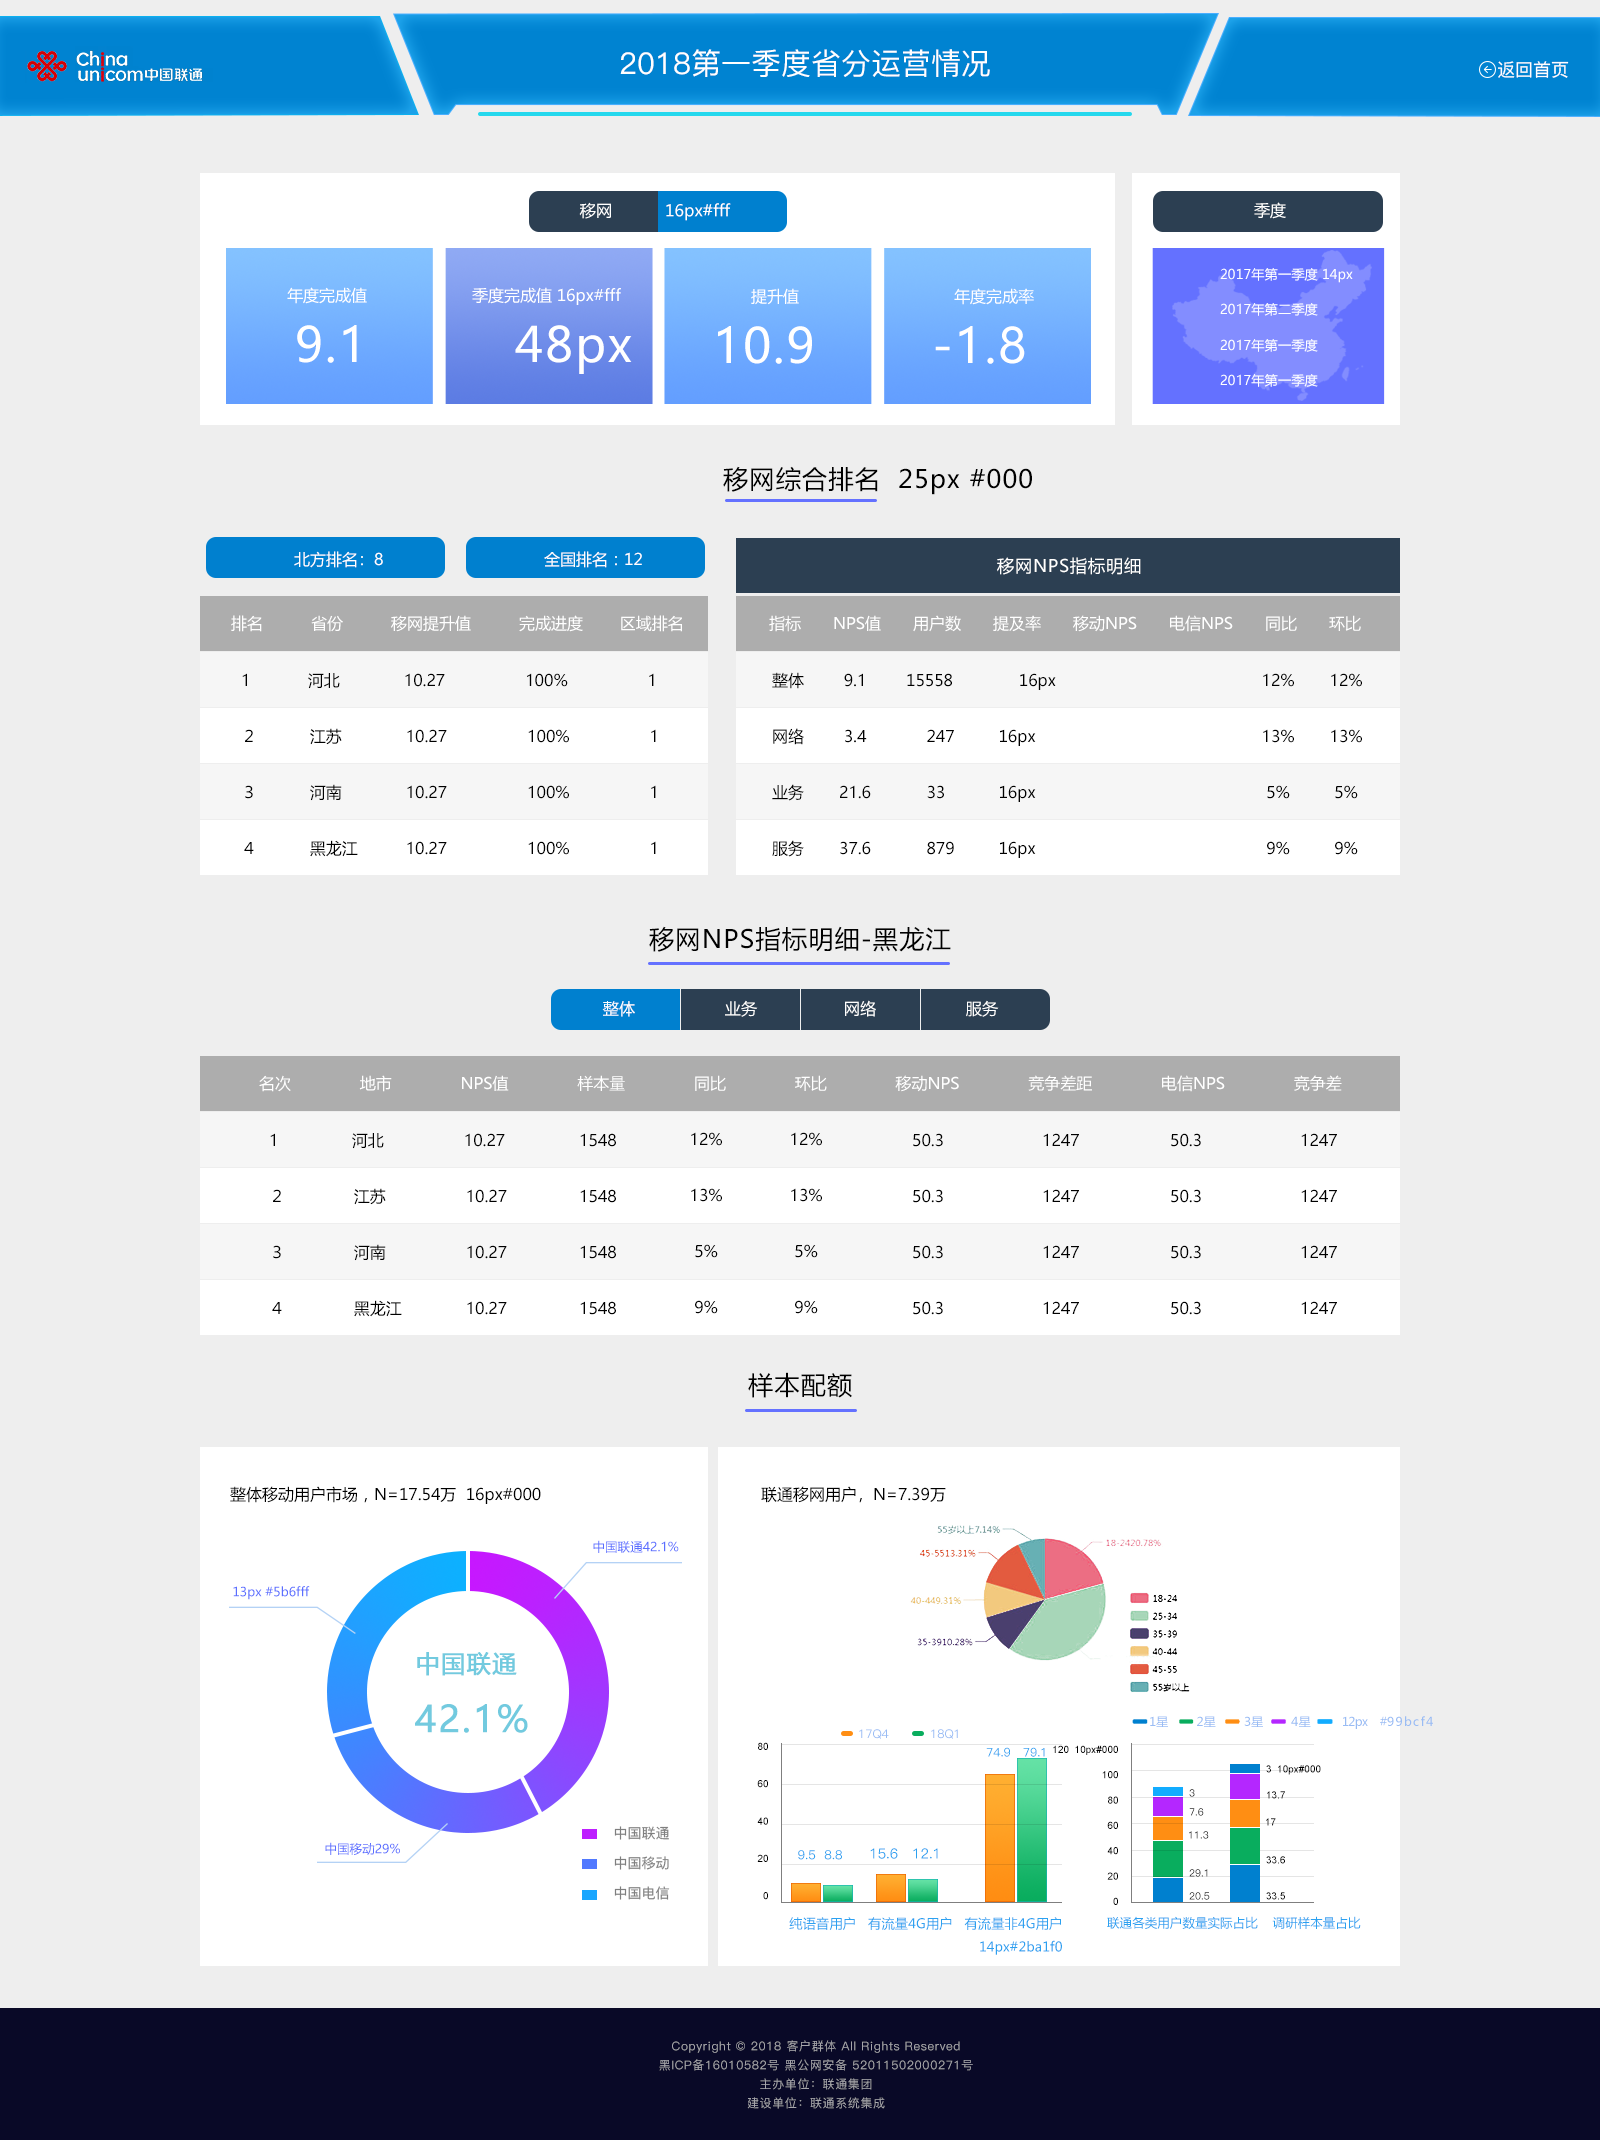 China
unicom中国联通
2018第一季度省分运营情况
返回首页
移网 16px#fff
季度
年度完成值
9.1
季度完成值 16px#fff
48px
提升值
10.9
年度完成率
-1.8
2017年第一季度 14px
2017年第二季度
2017年第一季度
2017年第一季度
移网综合排名 25px #000
北方排名：8 全国排名：12
排名 省份 移网提升值 完成进度 区域排名
1 河北 10.27 100% 1
2 江苏 10.27 100% 1
3 河南 10.27 100% 1
4 黑龙江 10.27 100% 1
移网NPS指标明细
指标 NPS值 用户数 提及率 移动NPS 电信NPS 同比 环比
整体 9.1 15558 16px 12% 12%
网络 3.4 247 16px 13% 13%
业务 21.6 33 16px 5% 5%
服务 37.6 879 16px 9% 9%
移网NPS指标明细-黑龙江
整体 业务 网络 服务
名次 地市 NPS值 样本量 同比 环比 移动NPS 竞争差距 电信NPS 竞争差
1 河北 10.27 1548 12% 12% 50.3 1247 50.3 1247
2 江苏 10.27 1548 13% 13% 50.3 1247 50.3 1247
3 河南 10.27 1548 5% 5% 50.3 1247 50.3 1247
4 黑龙江 10.27 1548 9% 9% 50.3 1247 50.3 1247
样本配额
整体移动用户市场，N=17.54万 16px#000
中国联通42.1%
13px #5b6fff
中国联通
42.1%
中国移动29%
中国联通
中国移动
中国电信
联通移网用户，N=7.39万
55岁以上7.14%
18-2420.78%
45-5513.31%
40-449.31%
35-3910.28%
18-24
25-34
35-39
40-44
45-55
55岁以上
17Q4 18Q1
80
60
40
20
0
9.5 8.8
15.6 12.1
74.9 79.1
纯语音用户 有流量4G用户 有流量非4G用户
14px#2ba1f0
1星 2星 3星 4星 12px #99bcf4
120 10px#000
100
80
60
40
20
0
3
7.6
11.3
29.1
20.5
3 10px#000
13.7
17
33.6
33.5
联通各类用户数量实际占比 调研样本量占比
Copyright © 2018 客户群体 All Rights Reserved
黑ICP备16010582号 黑公网安备 52011502000271号
主办单位：联通集团
建设单位：联通系统集成